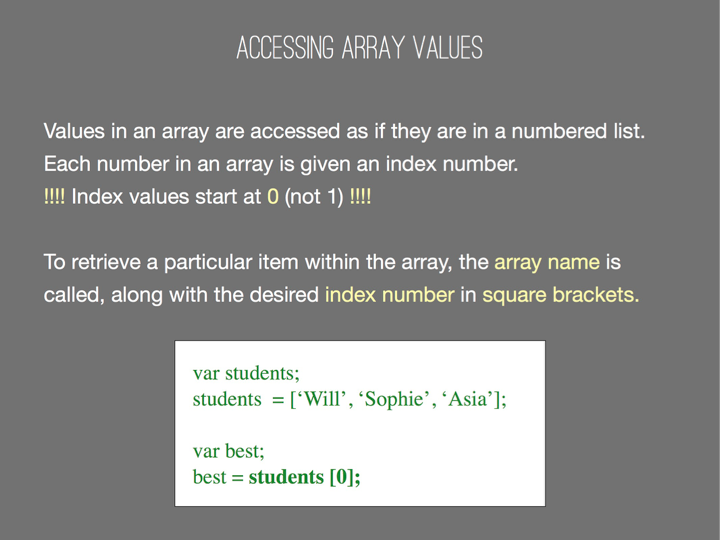 ACCESSING ARRAY VALUES
Values in an array are accessed as if they are in a numbered list.
Each number in an array is given an index number.
!!!! Index values start at 0 (not 1) !!!!
To retrieve a particular item within the array, the array name is
called, along with the desired index number in square brackets.
var students;
students  = [‘Will’, ‘Sophie’, ‘Asia’];
var best;
best = students [0];